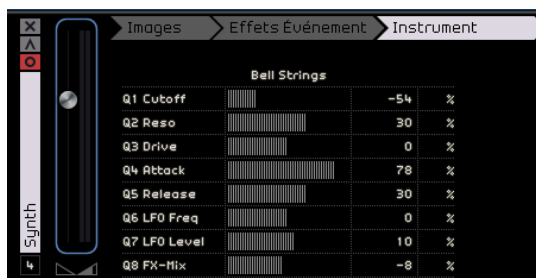 Images Effets Événement Instrument
Bell Strings
Q1 Cutoff -54 %
Q2 Reso 30 %
Q3 Drive 0 %
Q4 Attack 78 %
Q5 Release 30 %
Q6 LFO Freq 0 %
Q7 LFO Level 10 %
Q8 FX-Mix -8 %
X
Λ
O
Synth
4